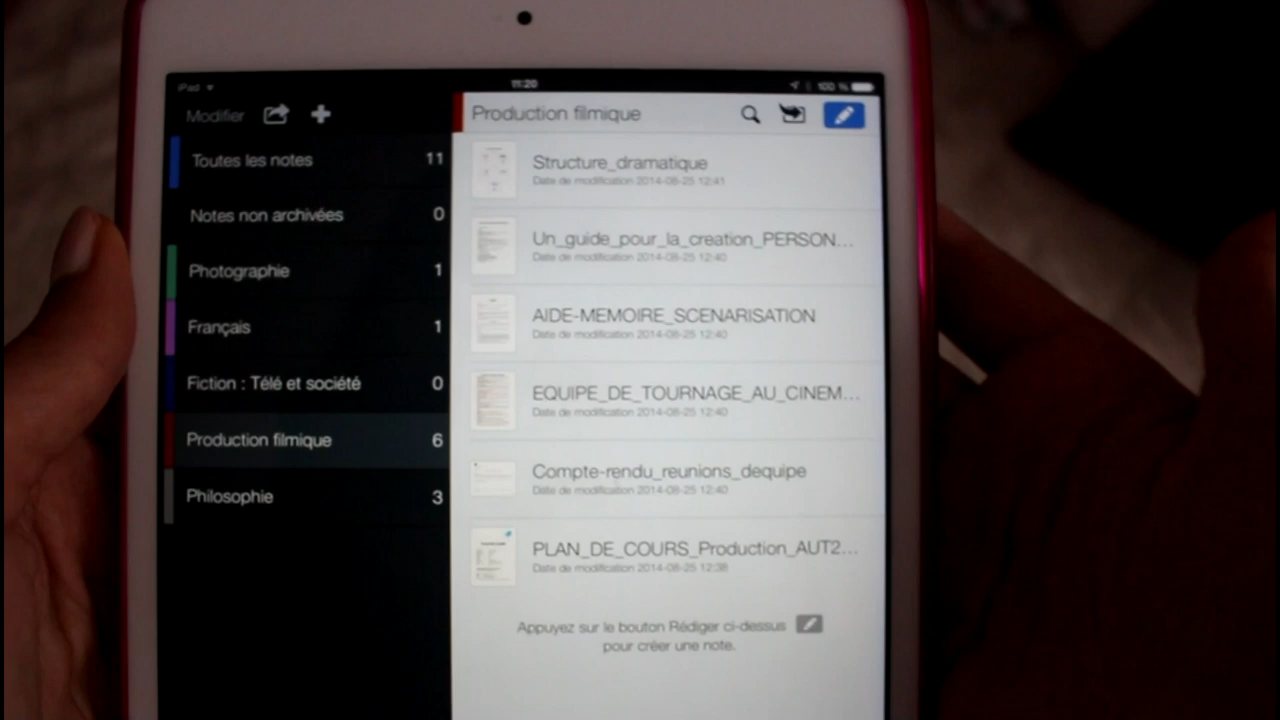 iPad
11:20
100 %
Modifier
Toutes les notes 11
Notes non archivées 0
Photographie 1
Français 1
Fiction : Télé et société 0
Production filmique 6
Philosophie 3
Production filmique
Structure_dramatique
Date de modification 2014-08-25 12:41
Un_guide_pour_la_creation_PERSON...
Date de modification 2014-08-25 12:40
AIDE-MEMOIRE_SCENARISATION
Date de modification 2014-08-25 12:40
EQUIPE_DE_TOURNAGE_AU_CINEM...
Date de modification 2014-08-25 12:40
Compte-rendu_reunions_dequipe
Date de modification 2014-08-25 12:40
PLAN_DE_COURS_Production_AUT2...
Date de modification 2014-08-25 12:38
Appuyez sur le bouton Rédiger ci-dessus
pour créer une note.